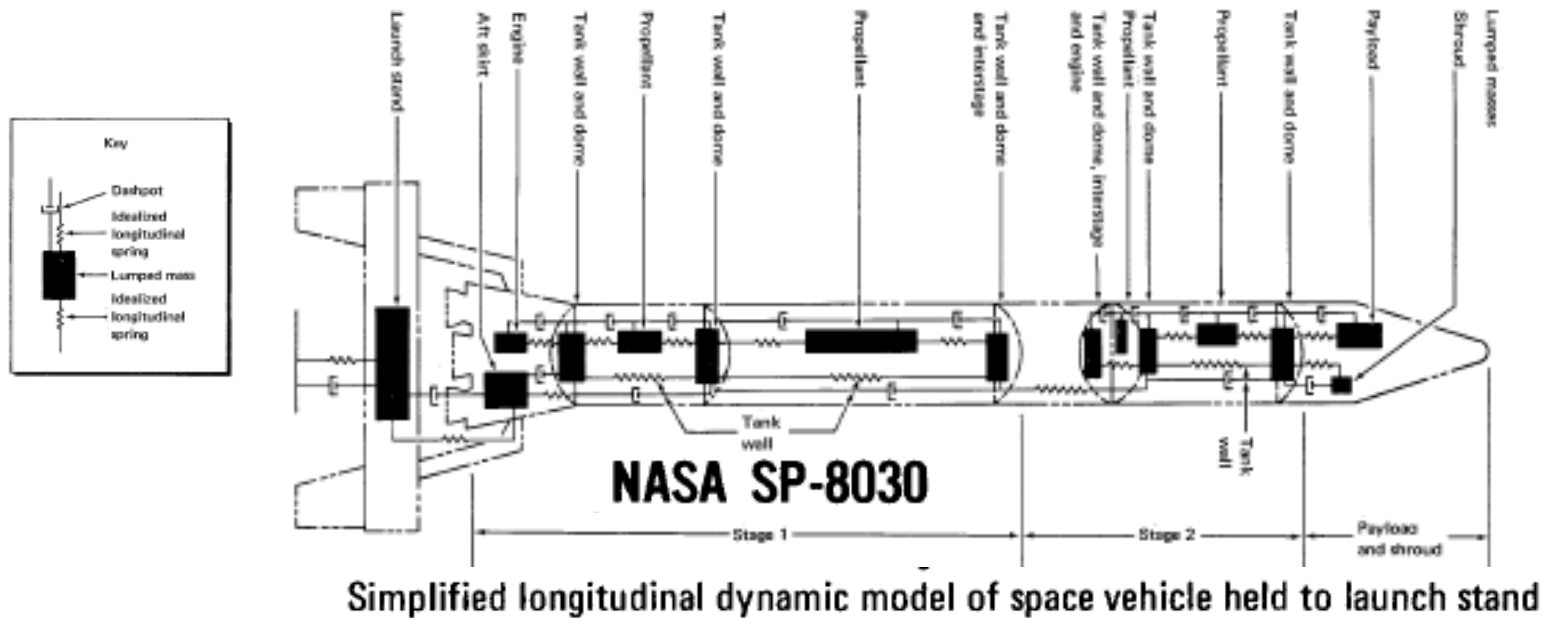 Launch stand
Aft skirt
Engine
Tank wall and dome
Propellant
Tank wall and dome
Propellant
Tank wall and dome
and interstage
Tank wall and dome, interstage
and engine
Propellant
Tank wall and dome
Propellant
Tank wall and dome
Payload
Shroud
Lumped masses
Key
Dashpot
Idealized
longitudinal
spring
Lumped mass
Idealized
longitudinal
spring
Tank
wall
Tank
wall
NASA SP-8030
Stage 1
Stage 2
Payload
and shroud
Simplified longitudinal dynamic model of space vehicle held to launch stand